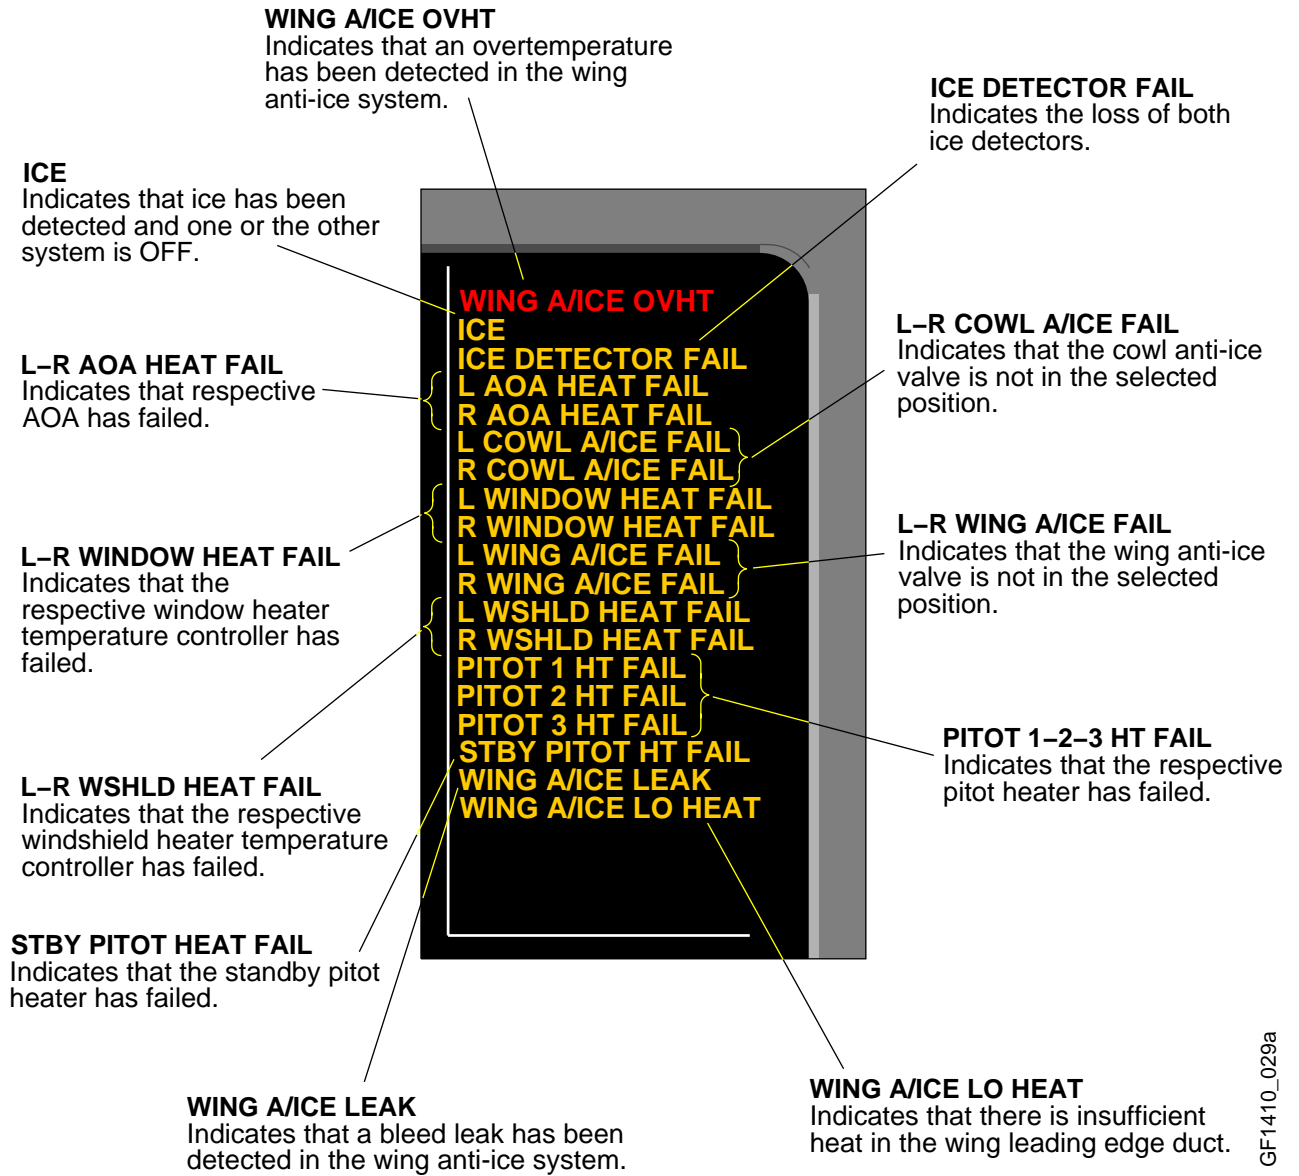 WING A/ICE OVHT
Indicates that an overtemperature
has been detected in the wing
anti-ice system.
ICE DETECTOR FAIL
Indicates the loss of both
ice detectors.
ICE
Indicates that ice has been
detected and one or the other
system is OFF.
L–R AOA HEAT FAIL
Indicates that respective
AOA has failed.
L–R WINDOW HEAT FAIL
Indicates that the
respective window heater
temperature controller has
failed.
L–R WSHLD HEAT FAIL
Indicates that the respective
windshield heater temperature
controller has failed.
STBY PITOT HEAT FAIL
Indicates that the standby pitot
heater has failed.
WING A/ICE OVHT
ICE
ICE DETECTOR FAIL
L AOA HEAT FAIL
R AOA HEAT FAIL
L COWL A/ICE FAIL
R COWL A/ICE FAIL
L WINDOW HEAT FAIL
R WINDOW HEAT FAIL
L WING A/ICE FAIL
R WING A/ICE FAIL
L WSHLD HEAT FAIL
R WSHLD HEAT FAIL
PITOT 1 HT FAIL
PITOT 2 HT FAIL
PITOT 3 HT FAIL
STBY PITOT HT FAIL
WING A/ICE LEAK
WING A/ICE LO HEAT
L–R COWL A/ICE FAIL
Indicates that the cowl anti-ice
valve is not in the selected
position.
L–R WING A/ICE FAIL
Indicates that the wing anti-ice
valve is not in the selected
position.
PITOT 1–2–3 HT FAIL
Indicates that the respective
pitot heater has failed.
WING A/ICE LEAK
Indicates that a bleed leak has been
detected in the wing anti-ice system.
WING A/ICE LO HEAT
Indicates that there is insufficient
heat in the wing leading edge duct.
GF1410_029a